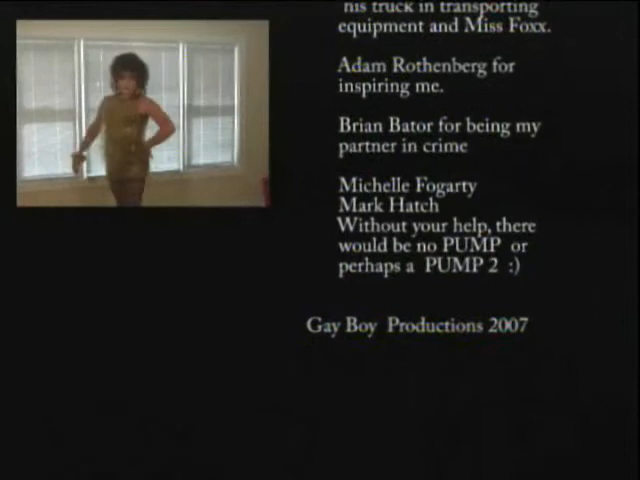 his truck in transporting
equipment and Miss Foxx.
Adam Rothenberg for
inspiring me.
Brian Bator for being my
partner in crime
Michelle Fogarty
Mark Hatch
Without your help, there
would be no PUMP or
perhaps a PUMP 2 :)
Gay Boy Productions 2007